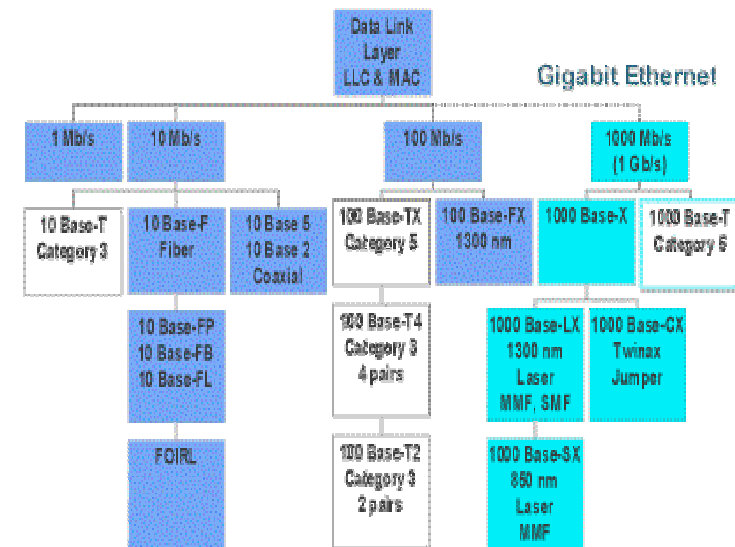 Data Link
Layer
LLC & MAC
Gigabit Ethernet
1 Mb/s
10 Mb/s
100 Mb/s
1000 Mb/s
(1 Gb/s)
10 Base-T
Category 3
10 Base-F
Fiber
10 Base 5
10 Base 2
Coaxial
100 Base-TX
Category 5
100 Base-FX
1300 nm
1000 Base-X
1000 Base-T
Category 5
10 Base-FP
10 Base-FB
10 Base-FL
100 Base-T4
Category 3
4 pairs
1000 Base-LX
1300 nm
Laser
MMF, SMF
1000 Base-CX
Twinax
Jumper
FOIRL
100 Base-T2
Category 3
2 pairs
1000 Base-SX
850 nm
Laser
MMF